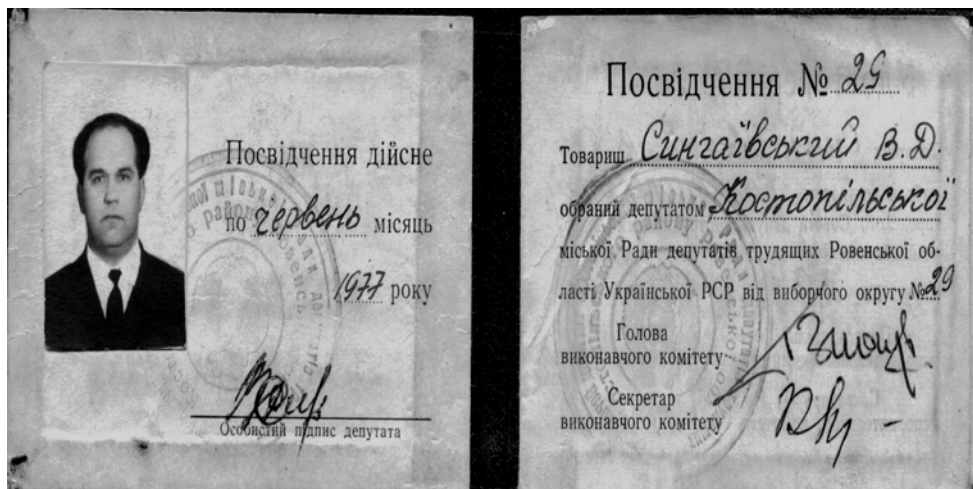 Посвідчення дійсне
по червень місяць
1977 року
Особистий підпис депутата
Посвідчення № 29
Товариш Сингаївський В. Д.
обраний депутатом Костопільської
міської Ради депутатів трудящих Ровенської об-
ласті Української РСР від виборчого округу № 29
Голова
виконавчого комітету
Секретар
виконавчого комітету